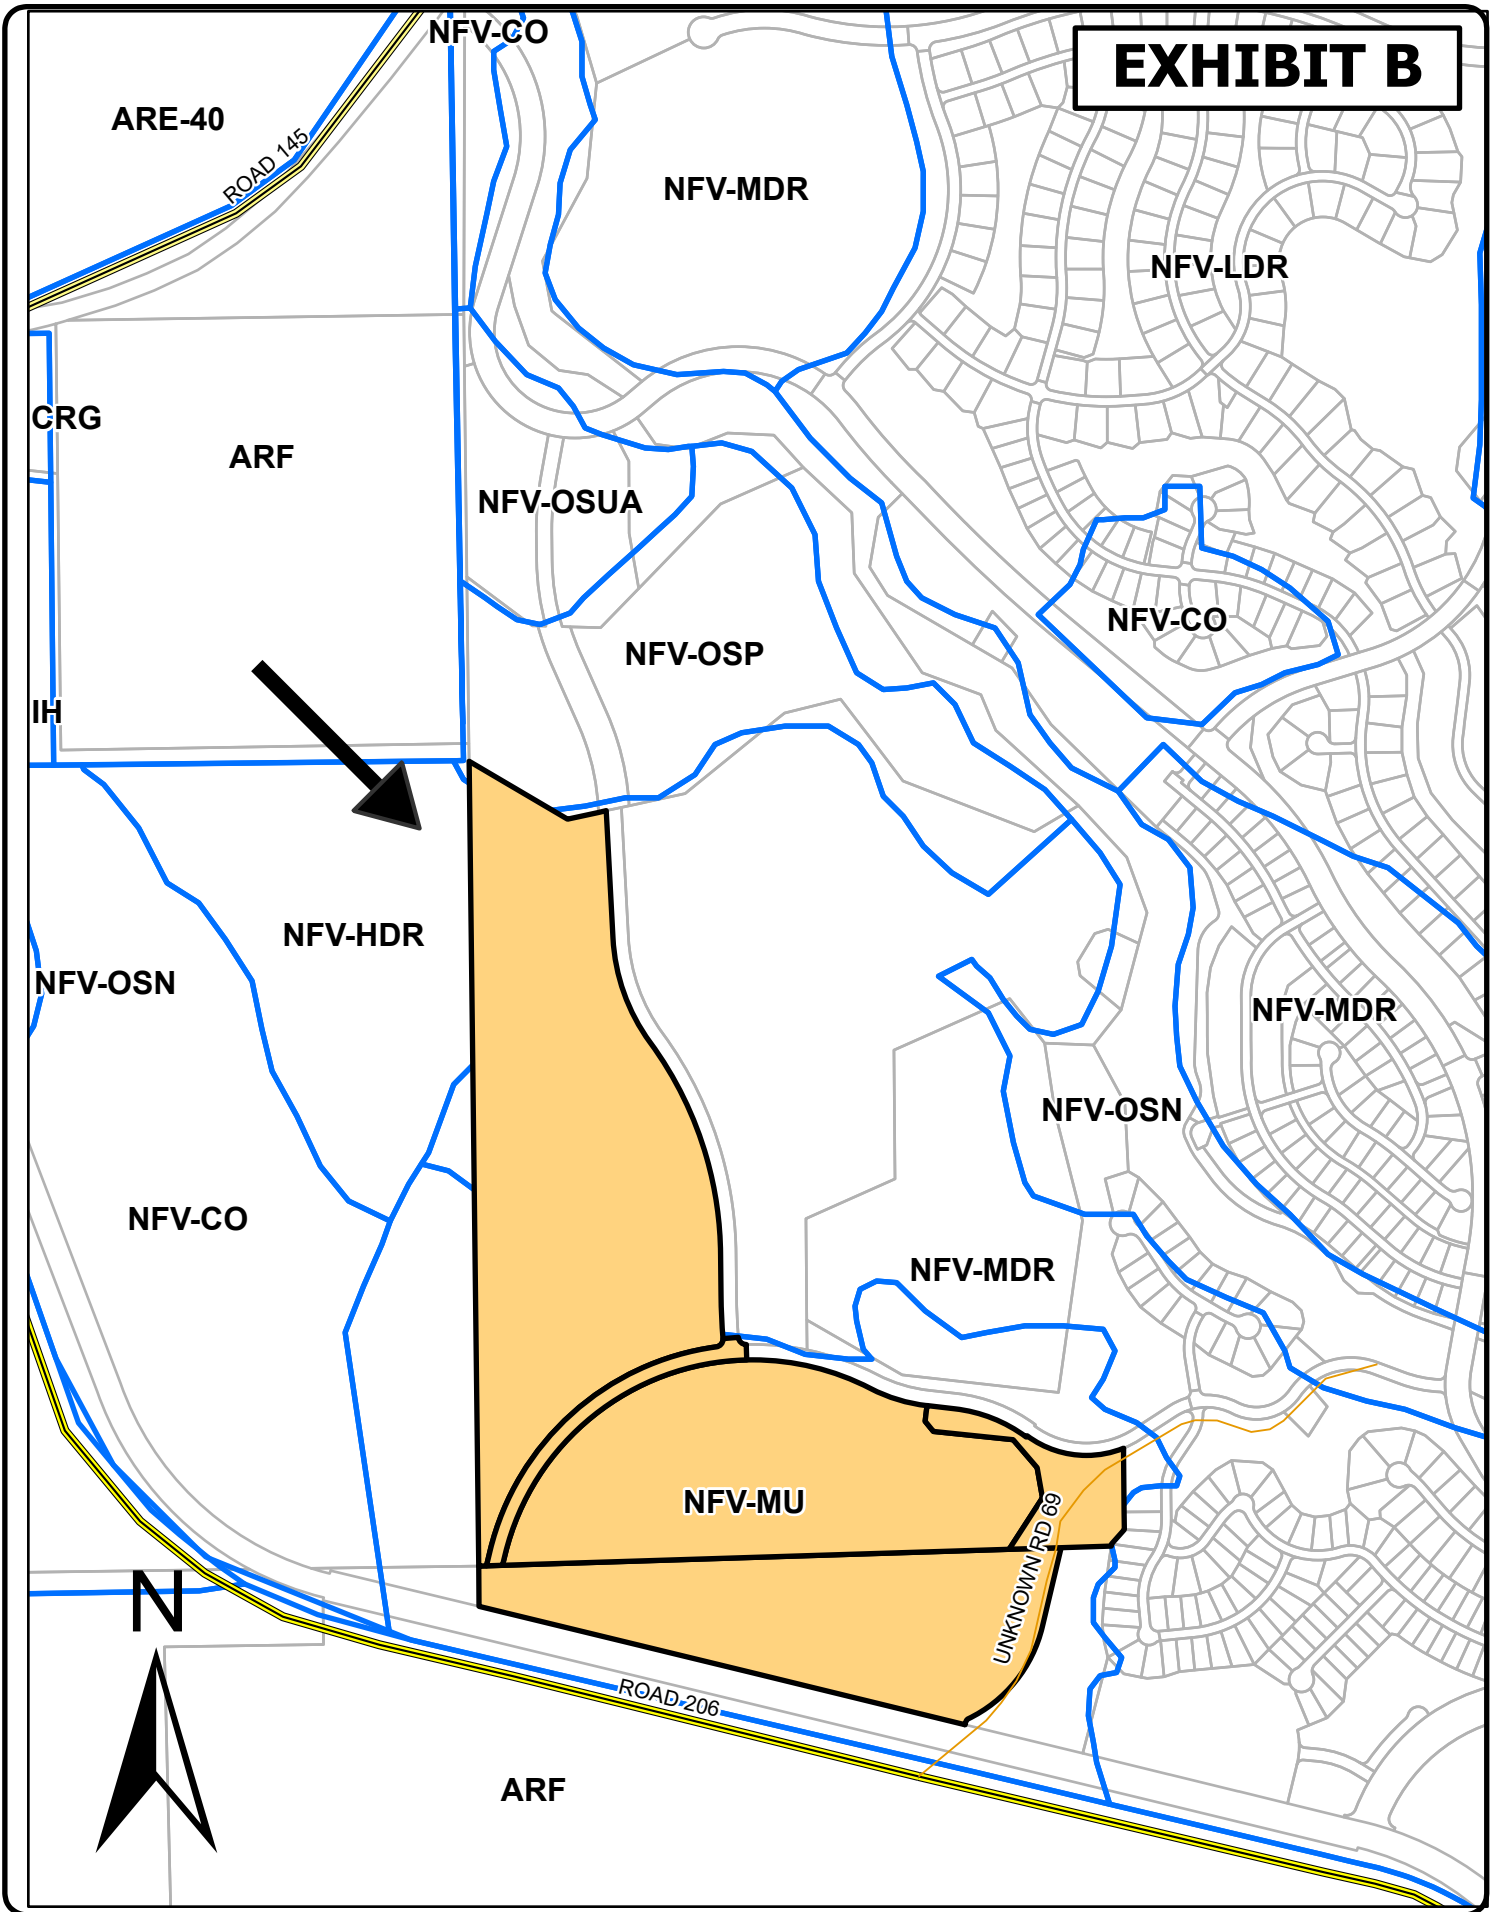 NFV-CO
EXHIBIT B
ARE-40
ROAD 145
NFV-MDR
NFV-LDR
CRG
ARF
NFV-OSUA
NFV-CO
NFV-OSP
IH
NFV-HDR
NFV-OSN
NFV-MDR
NFV-OSN
NFV-CO
NFV-MDR
NFV-MU
UNKNOWN RD 69
N
ROAD 206
ARF